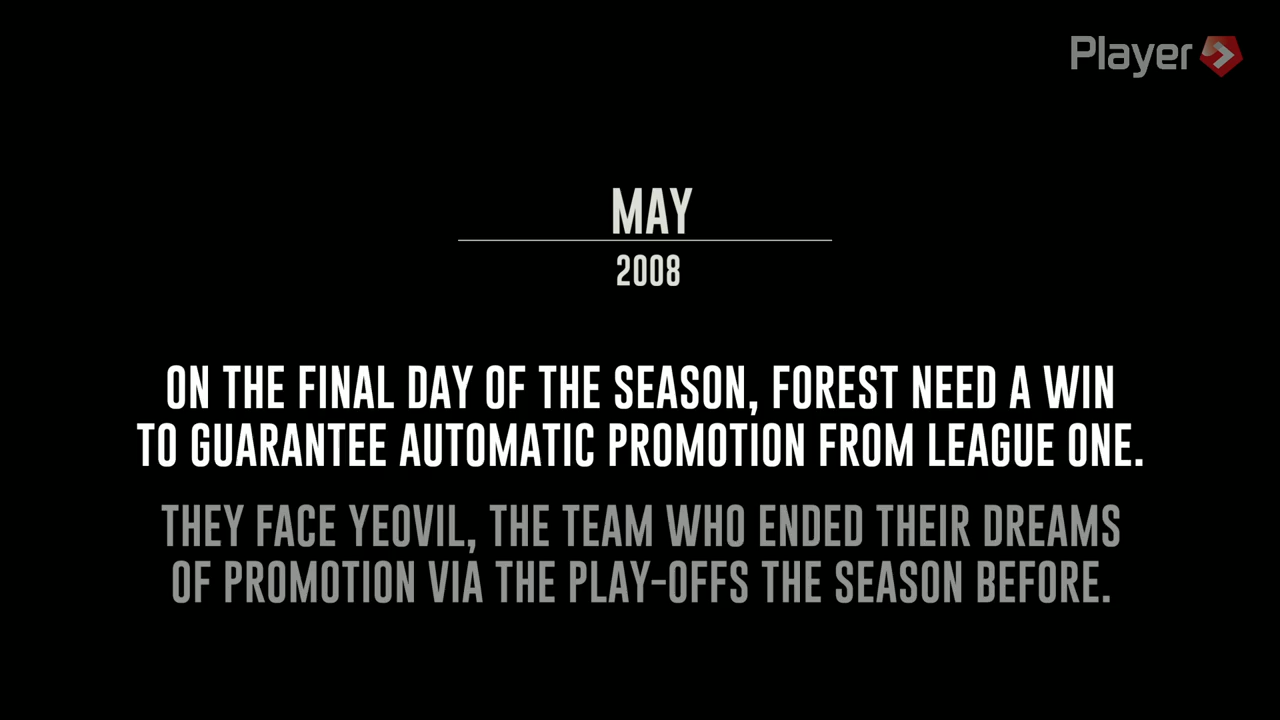 Player
MAY
2008
ON THE FINAL DAY OF THE SEASON, FOREST NEED A WIN
TO GUARANTEE AUTOMATIC PROMOTION FROM LEAGUE ONE.
THEY FACE YEOVIL, THE TEAM WHO ENDED THEIR DREAMS
OF PROMOTION VIA THE PLAY-OFFS THE SEASON BEFORE.